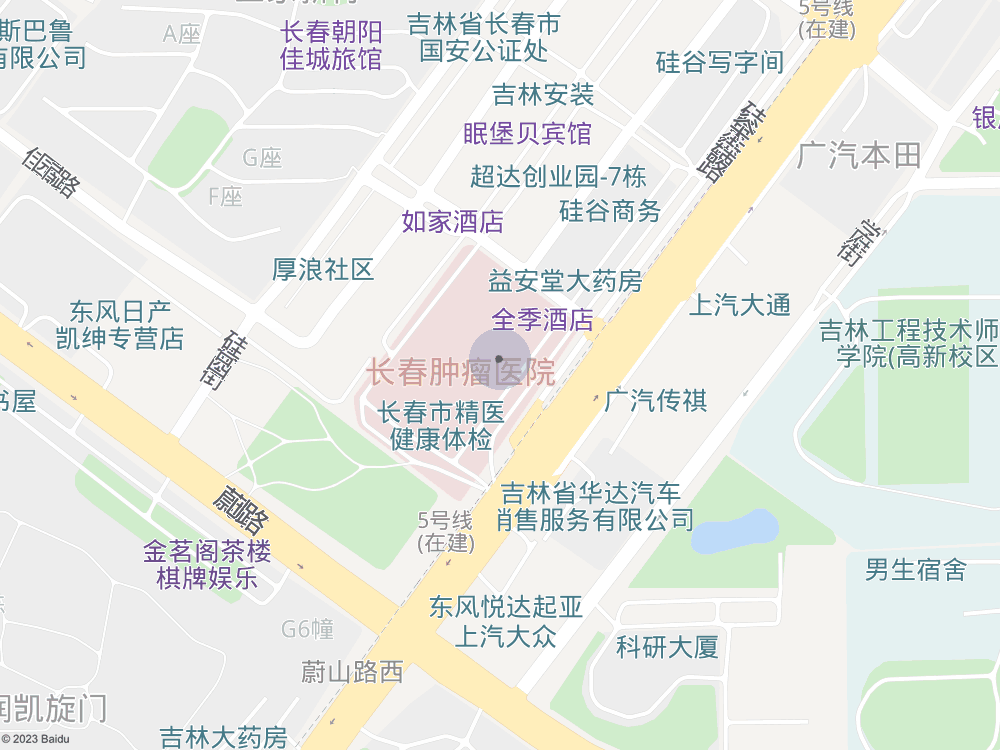 5号线
(在建)
吉林省长春市
国安公证处
长春朝阳
佳城旅馆
A座
斯巴鲁
有限公司
硅谷写字间
吉林安装
眠堡贝宾馆
银
广汽本田
G座
超达创业园-7栋
F座
硅谷商务
如家酒店
学府街
厚浪社区
益安堂大药房
上汽大通
东风日产
凯绅专营店
全季酒店
吉林工程技术师
学院(高新校区
长春肿瘤医院
书屋
广汽传祺
长春市精医
健康体检
吉林省华达汽车
销售服务有限公司
5号线
(在建)
金茗阁茶楼
棋牌娱乐
男生宿舍
东风悦达起亚
上汽大众
G6幢
科研大厦
蔚山路西
润凯旋门
吉林大药房
© 2023 Baidu